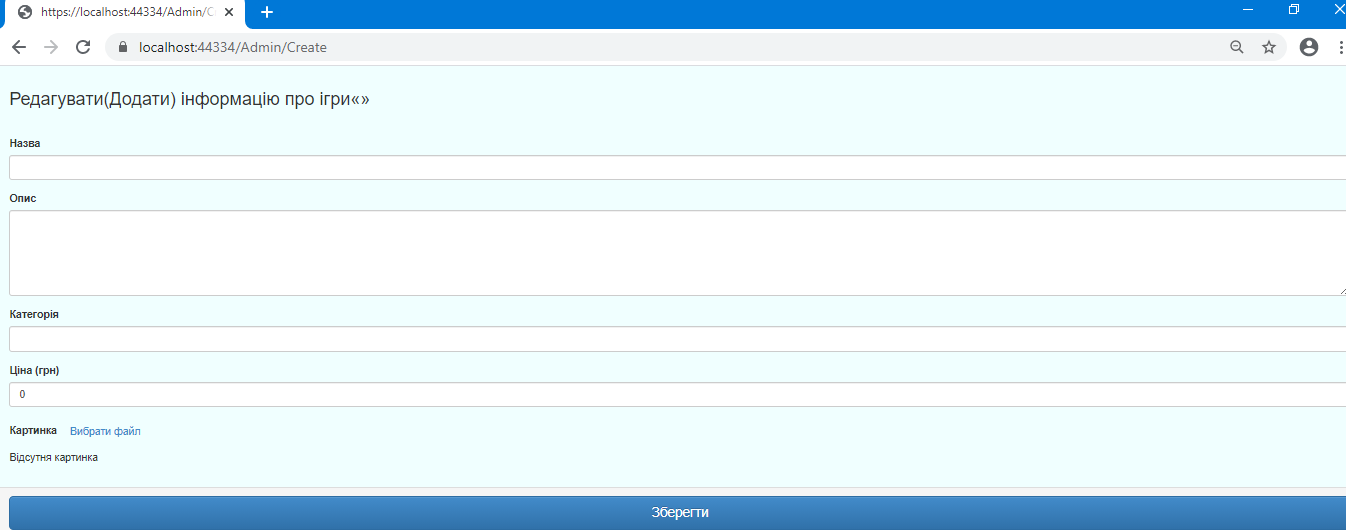 https://localhost:44334/Admin/C
localhost:44334/Admin/Create
Редагувати(Додати) інформацію про ігри«»
Назва
Опис
Категорія
Ціна (грн)
0
Картинка Вибрати файл
Відсутня картинка
Зберегти